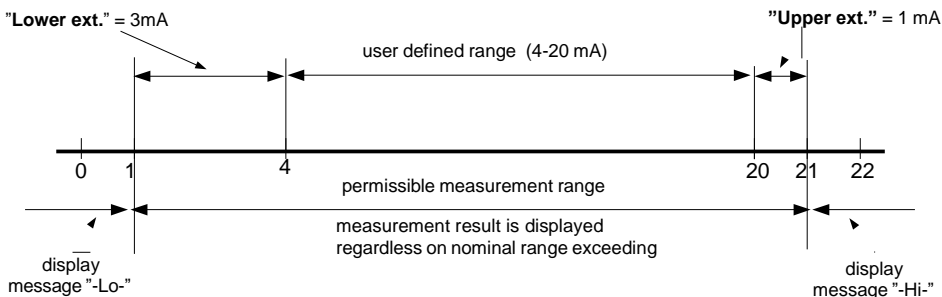 "Lower ext." = 3mA
"Upper ext." = 1 mA
user defined range (4-20 mA)
0 1 4 20 21 22
permissible measurement range
measurement result is displayed
regardless on nominal range exceeding
display
message "-Lo-"
display
message "-Hi-"